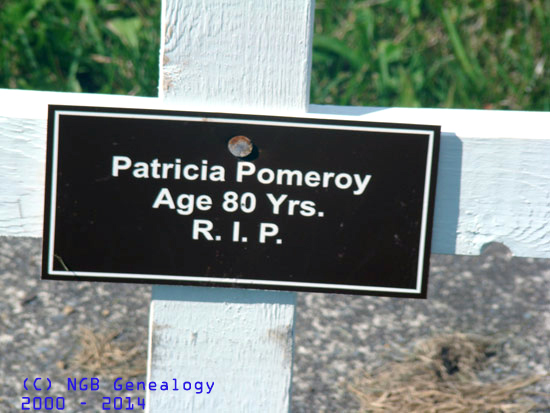 Patricia Pomeroy
Age 80 Yrs.
R. I. P.
(C) NGB Genealogy
2000 - 2014